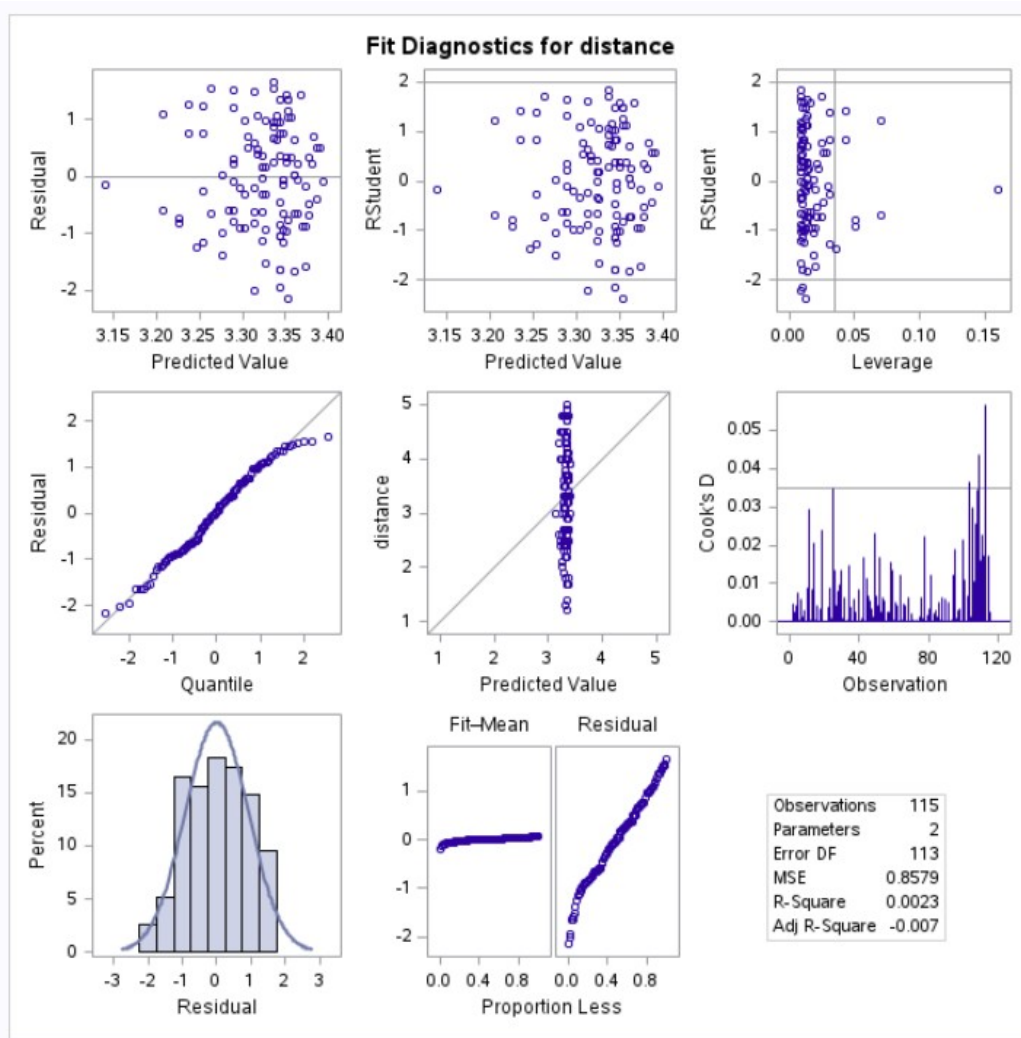 Fit Diagnostics for distance
Residual
1
0
-1
-2
3.15 3.20 3.25 3.30 3.35 3.40
Predicted Value
RStudent
2
1
0
-1
-2
3.15 3.20 3.25 3.30 3.35 3.40
Predicted Value
RStudent
2
1
0
-1
-2
0.00 0.05 0.10 0.15
Leverage
Residual
2
1
0
-1
-2
-2 -1 0 1 2
Quantile
distance
5
4
3
2
1
1 2 3 4 5
Predicted Value
Cook's D
0.05
0.04
0.03
0.02
0.01
0.00
0 40 80 120
Observation
Percent
20
15
10
5
0
-3 -2 -1 0 1 2 3
Residual
Fit–Mean Residual
1
0
-1
-2
0.0 0.4 0.8 0.0 0.4 0.8
Proportion Less
Observations 115
Parameters 2
Error DF 113
MSE 0.8579
R-Square 0.0023
Adj R-Square -0.007